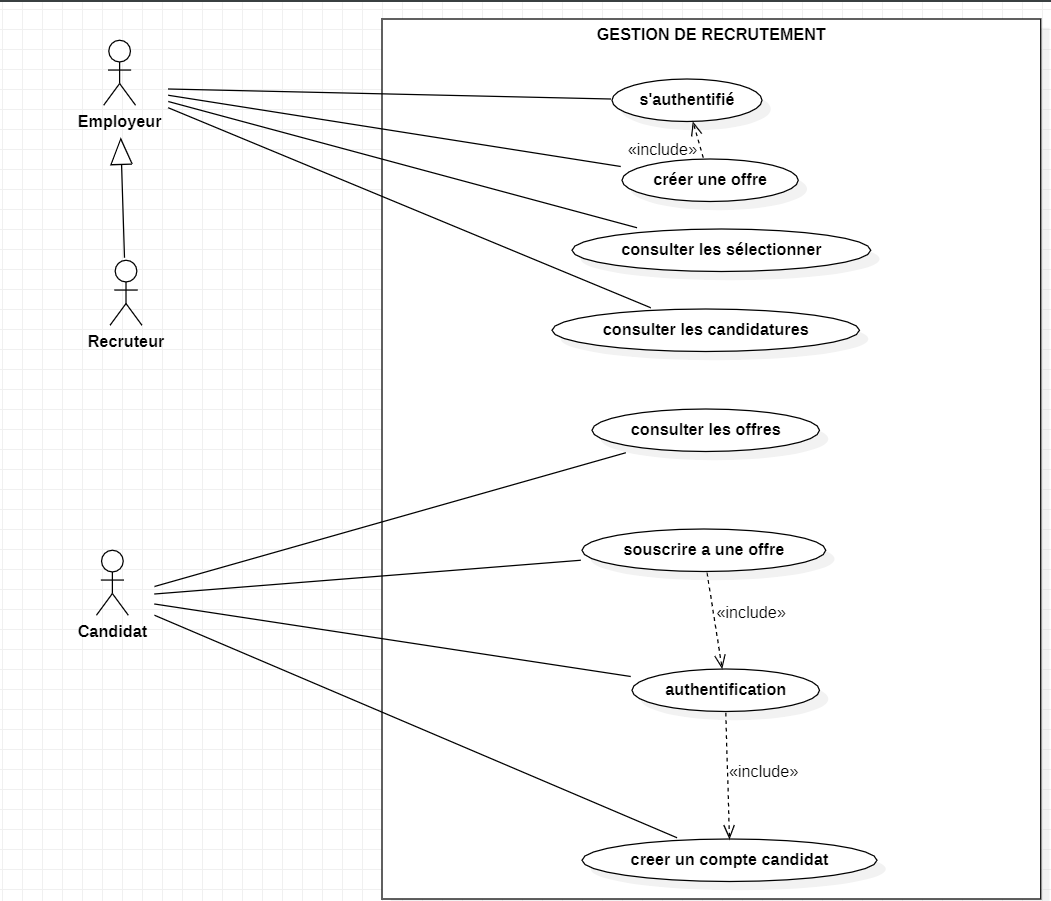 GESTION DE RECRUTEMENT
Employeur
s'authentifié
«include»
créer une offre
consulter les sélectionner
Recruteur
consulter les candidatures
consulter les offres
Candidat
souscrire a une offre
«include»
authentification
«include»
creer un compte candidat